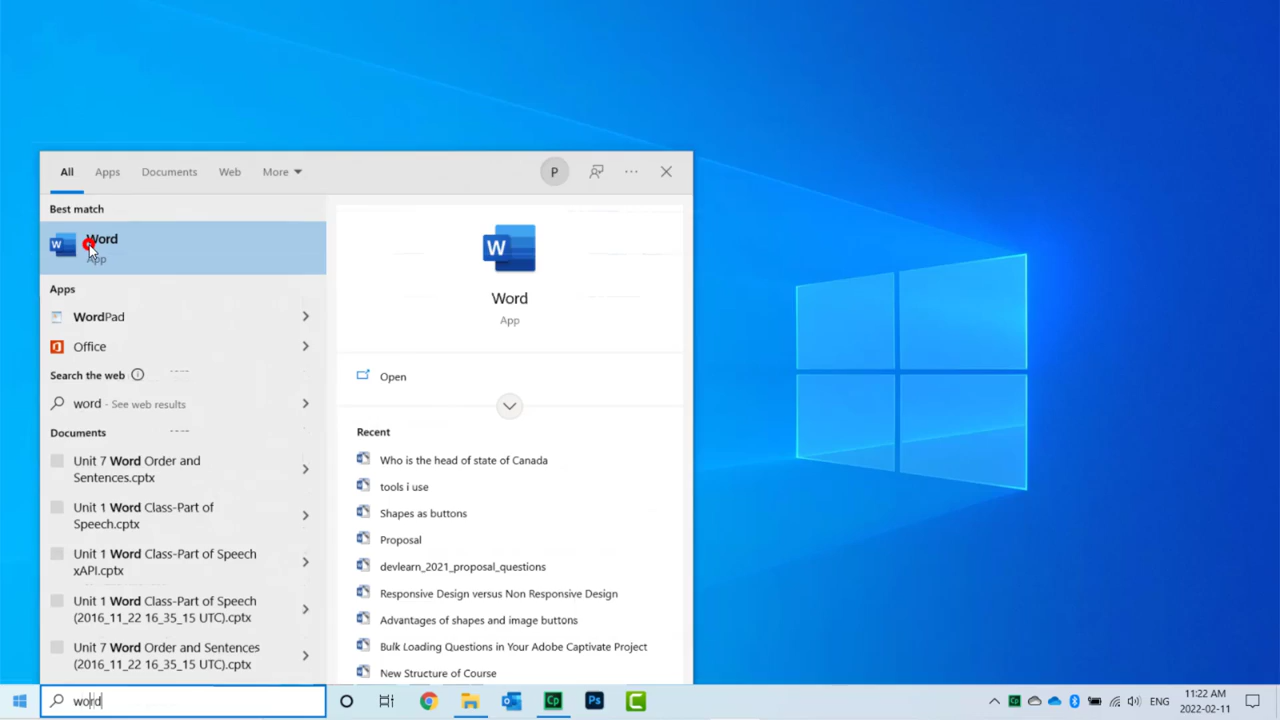 All Apps Documents Web More P
Best match
Word
App
Apps
WordPad
Office
Search the web
word - See web results
Documents
Unit 7 Word Order and
Sentences.cptx
Unit 1 Word Class-Part of
Speech.cptx
Unit 1 Word Class-Part of Speech
xAPI.cptx
Unit 1 Word Class-Part of Speech
(2016_11_22 16_35_15 UTC).cptx
Unit 7 Word Order and Sentences
(2016_11_22 16_35_15 UTC).cptx
W
Word
App
Open
Recent
Who is the head of state of Canada
tools i use
Shapes as buttons
Proposal
devlearn_2021_proposal_questions
Responsive Design versus Non Responsive Design
Advantages of shapes and image buttons
Bulk Loading Questions in Your Adobe Captivate Project
New Structure of Course
word
Cp Ps ENG
11:22 AM
2022-02-11